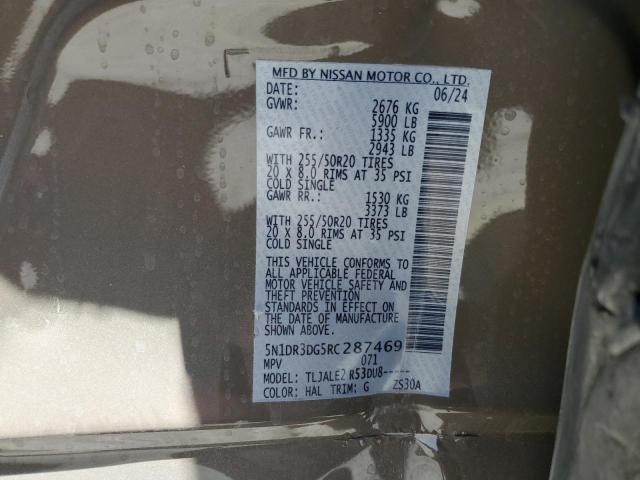 MFD BY NISSAN MOTOR CO., LTD.
DATE: 06/24
GVWR: 2676 KG
5900 LB
GAWR FR.: 1335 KG
2943 LB
WITH 255/50R20 TIRES
20 X 8.0 RIMS AT 35 PSI
COLD SINGLE
GAWR RR.: 1530 KG
3373 LB
WITH 255/50R20 TIRES
20 X 8.0 RIMS AT 35 PSI
COLD SINGLE
THIS VEHICLE CONFORMS TO
ALL APPLICABLE FEDERAL
MOTOR VEHICLE SAFETY AND
THEFT PREVENTION
STANDARDS IN EFFECT ON
THE DATE OF MANUFACTURE
SHOWN ABOVE.
5N1DR3DG5RC287469
MPV 071
MODEL: TLJALE2 R53DU8-----
COLOR: HAL TRIM: G ZS30A